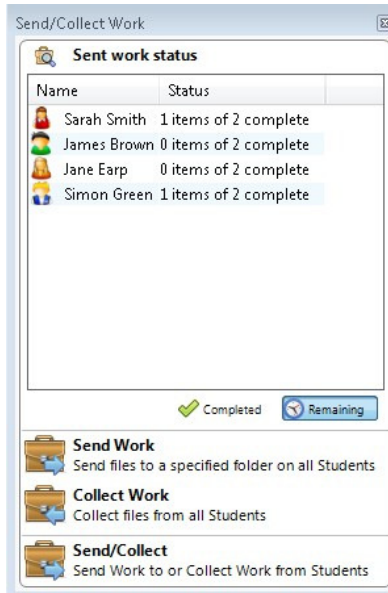 Send/Collect Work
Sent work status
Name Status
Sarah Smith 1 items of 2 complete
James Brown 0 items of 2 complete
Jane Earp 0 items of 2 complete
Simon Green 1 items of 2 complete
Completed Remaining
Send Work
Send files to a specified folder on all Students
Collect Work
Collect files from all Students
Send/Collect
Send Work to or Collect Work from Students